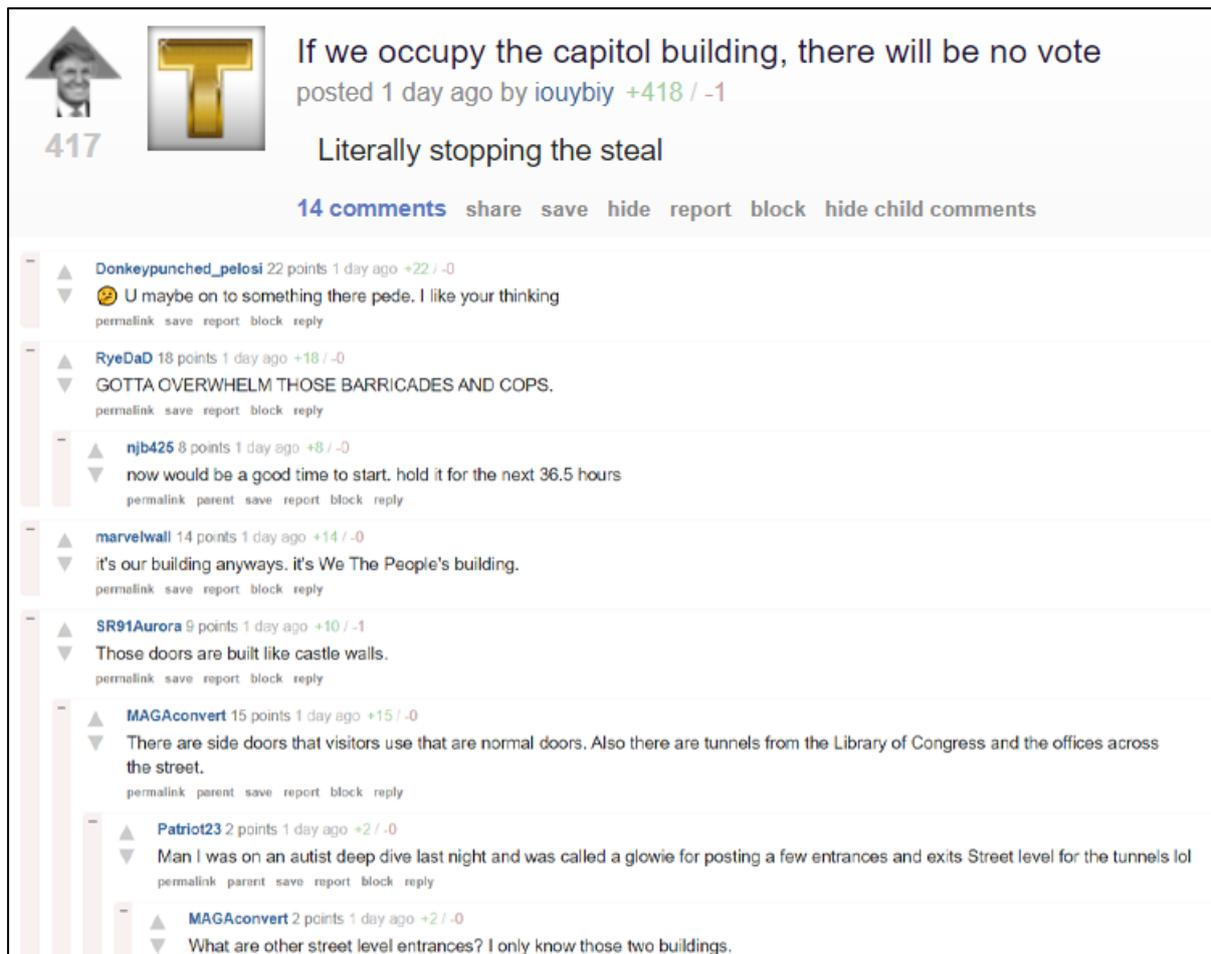 T
If we occupy the capitol building, there will be no vote
posted 1 day ago by iouybiy +418 / -1
417
Literally stopping the steal
14 comments share save hide report block hide child comments
Donkeypunched_pelosi 22 points 1 day ago +22 / -0
🤔 U maybe on to something there pede. I like your thinking
permalink save report block reply
RyeDaD 18 points 1 day ago +18 / -0
GOTTA OVERWHELM THOSE BARRICADES AND COPS.
permalink save report block reply
njb425 8 points 1 day ago +8 / -0
now would be a good time to start. hold it for the next 36.5 hours
permalink parent save report block reply
marvelwall 14 points 1 day ago +14 / -0
it's our building anyways. it's We The People's building.
permalink save report block reply
SR91Aurora 9 points 1 day ago +10 / -1
Those doors are built like castle walls.
permalink save report block reply
MAGAconvert 15 points 1 day ago +15 / -0
There are side doors that visitors use that are normal doors. Also there are tunnels from the Library of Congress and the offices across
the street.
permalink parent save report block reply
Patriot23 2 points 1 day ago +2 / -0
Man I was on an autist deep dive last night and was called a glowie for posting a few entrances and exits Street level for the tunnels lol
permalink parent save report block reply
MAGAconvert 2 points 1 day ago +2 / -0
What are other street level entrances? I only know those two buildings.